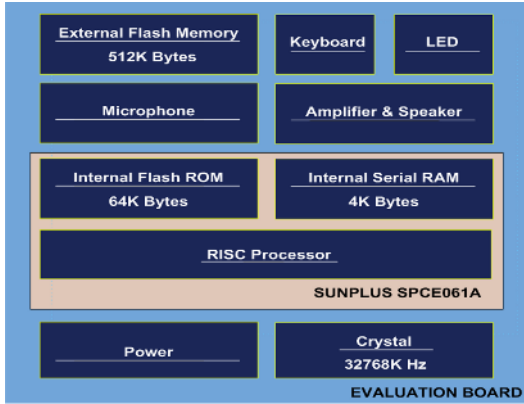 External Flash Memory
512K Bytes
Keyboard
LED
Microphone
Amplifier & Speaker
Internal Flash ROM
64K Bytes
Internal Serial RAM
4K Bytes
RISC Processor
SUNPLUS SPCE061A
Power
Crystal
32768K Hz
EVALUATION BOARD